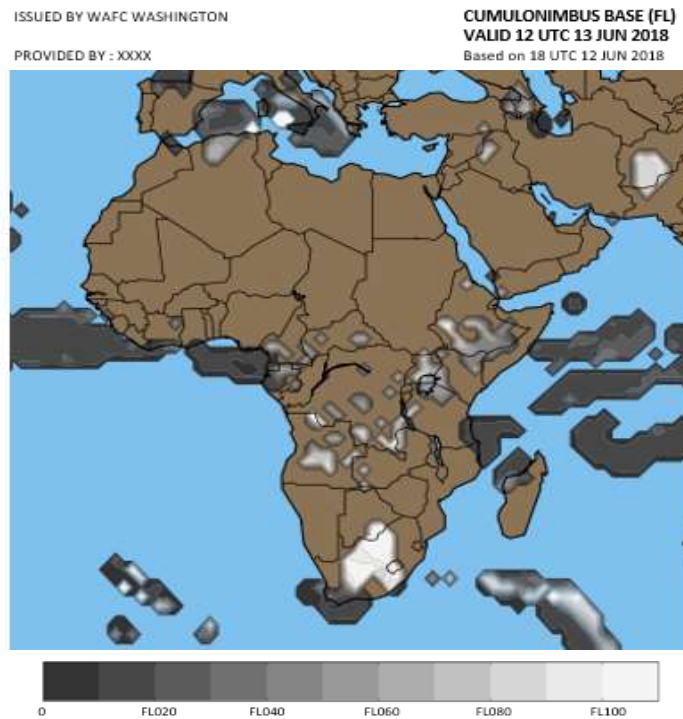 ISSUED BY WAFC WASHINGTON
PROVIDED BY : XXXX
CUMULONIMBUS BASE (FL)
VALID 12 UTC 13 JUN 2018
Based on 18 UTC 12 JUN 2018
0 FL020 FL040 FL060 FL080 FL100